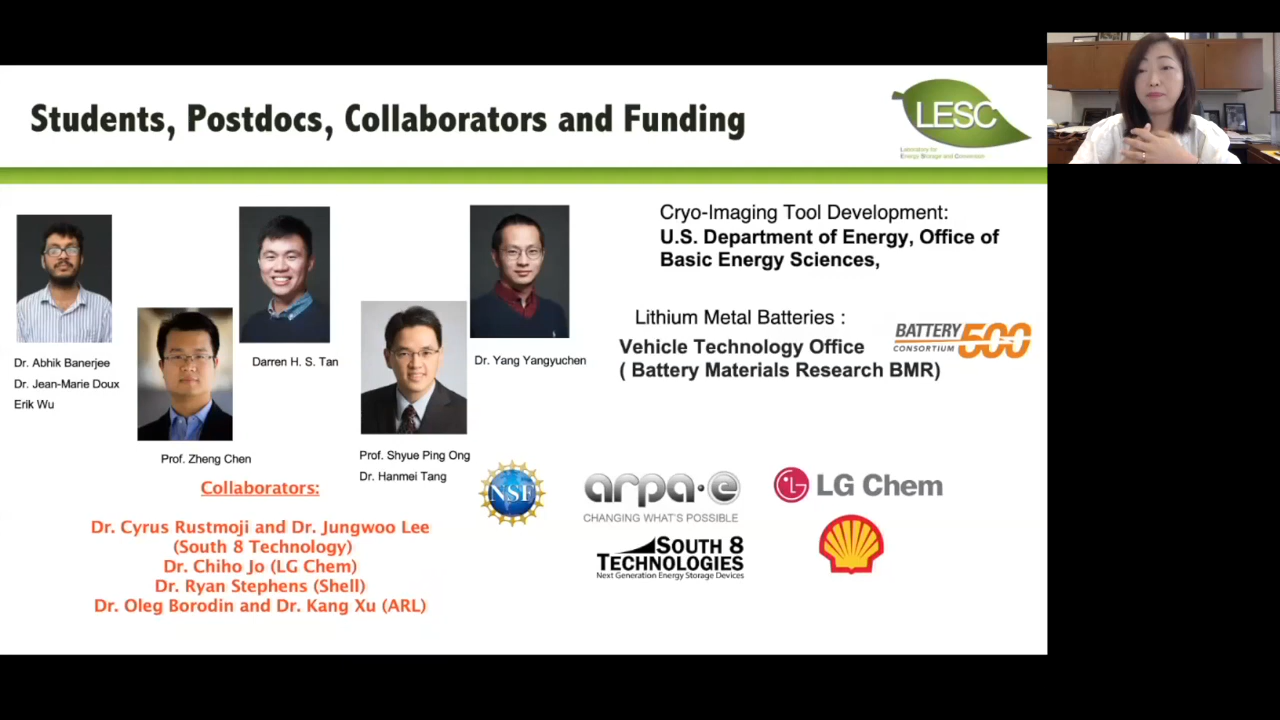 Students, Postdocs, Collaborators and Funding
LESC
Laboratory for
Energy Storage and Conversion
Dr. Abhik Banerjee
Dr. Jean-Marie Doux
Erik Wu
Prof. Zheng Chen
Darren H. S. Tan
Prof. Shyue Ping Ong
Dr. Hanmei Tang
Dr. Yang Yangyuchen
Cryo-Imaging Tool Development:
U.S. Department of Energy, Office of
Basic Energy Sciences,
Lithium Metal Batteries :
Vehicle Technology Office
( Battery Materials Research BMR)
BATTERY
CONSORTIUM
500
Collaborators:
Dr. Cyrus Rustmoji and Dr. Jungwoo Lee
(South 8 Technology)
Dr. Chiho Jo (LG Chem)
Dr. Ryan Stephens (Shell)
Dr. Oleg Borodin and Dr. Kang Xu (ARL)
NSF
arpa·e
CHANGING WHAT'S POSSIBLE
LG Chem
SOUTH 8
TECHNOLOGIES
Next Generation Energy Storage Devices